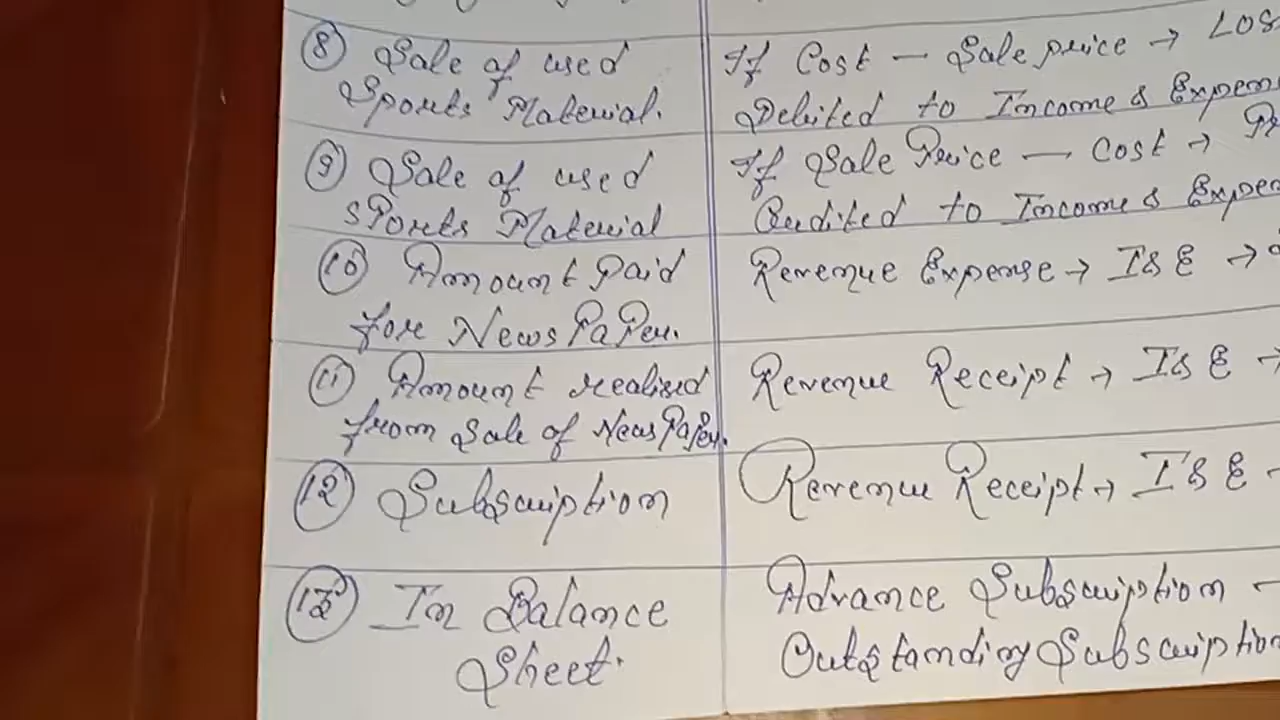 ⑧ Sale of used
Sports Material.
If Cost — Sale price → Los
Debited to Income & Expen
⑨ Sale of used
Sports Material
If Sale Price — Cost →
Credited to Income & Expen
⑩ Amount Paid
for News PaPer.
Revenue Expense → I & E →
⑪ Amount realised
from Sale of News PaPer.
Revenue Receipt → I & E →
⑫ Subscription
Revenue Receipt → I & E -
⑬ In Balance
Sheet.
Advance Subscription -
Outstanding Subscription